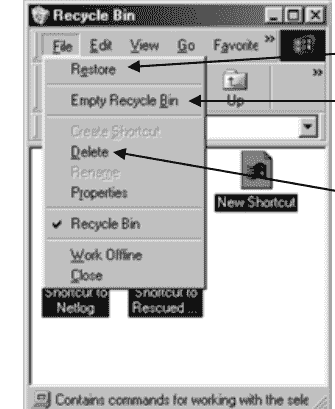 Recycle Bin
File Edit View Go Favorite »
Restore
Empty Recycle Bin
Create Shortcut
Delete
Rename
Properties
✔ Recycle Bin
Work Offline
Close
Up
»
New Shortcut
Shortcut to Netlog
Shortcut to Rescued ...
Contains commands for working with the sele